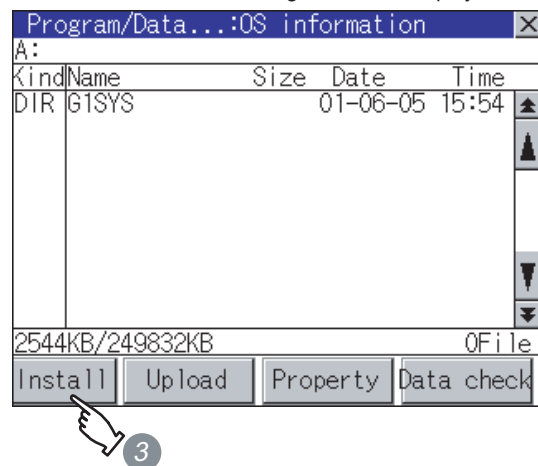 Program/Data...:OS information
A:
Kind Name Size Date Time
DIR G1SYS 01-06-05 15:54
2544KB/249832KB 0File
Install Upload Property Data check
3